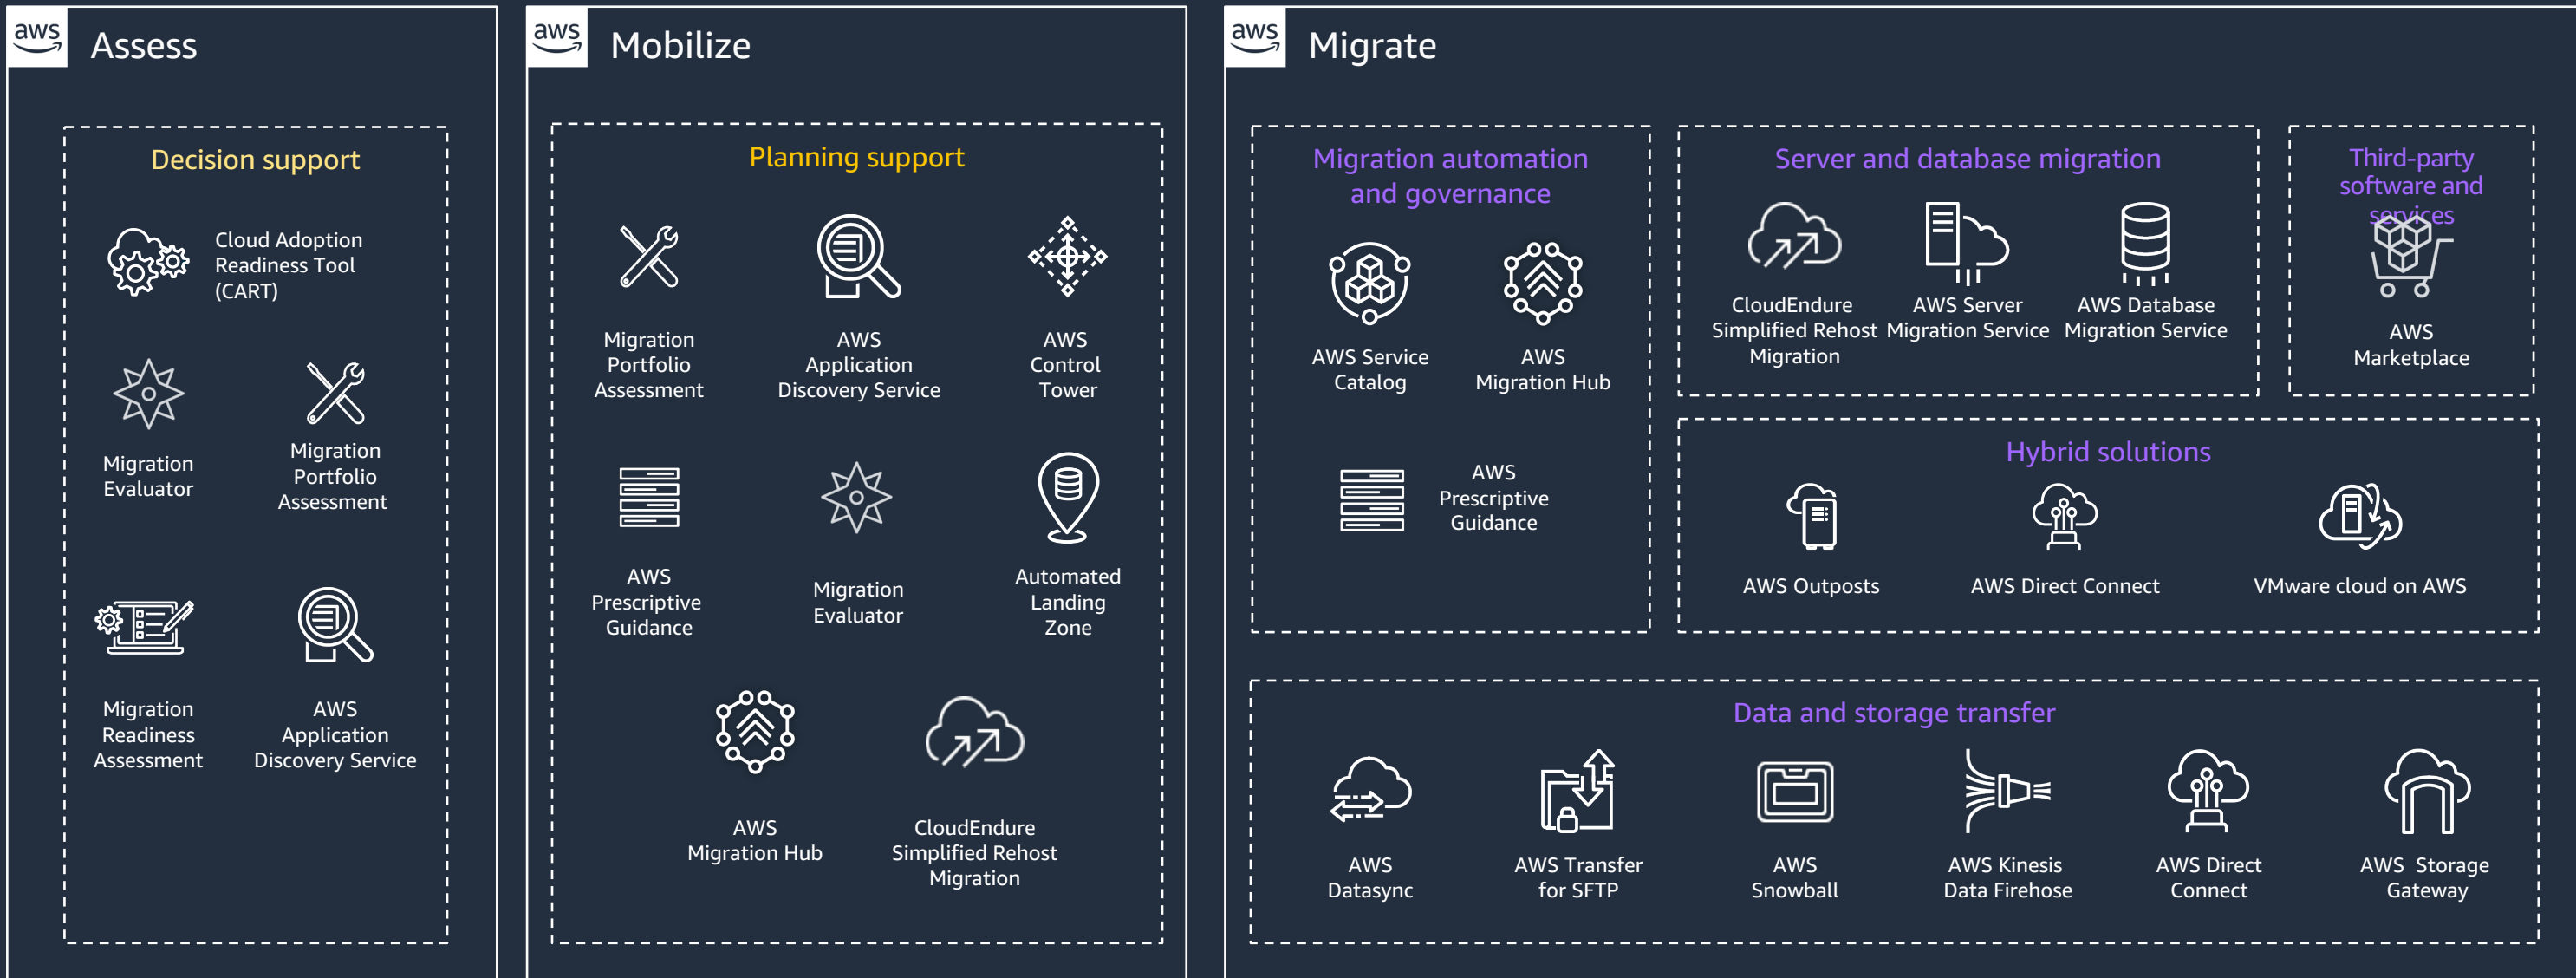 aws
Assess
Decision support
Cloud Adoption
Readiness Tool
(CART)
Migration
Evaluator
Migration
Portfolio
Assessment
Migration
Readiness
Assessment
AWS
Application
Discovery Service
aws
Mobilize
Planning support
Migration
Portfolio
Assessment
AWS
Application
Discovery Service
AWS
Control
Tower
AWS
Prescriptive
Guidance
Migration
Evaluator
Automated
Landing
Zone
AWS
Migration Hub
CloudEndure
Simplified Rehost
Migration
aws
Migrate
Migration automation
and governance
AWS Service
Catalog
AWS
Migration Hub
AWS
Prescriptive
Guidance
Server and database migration
CloudEndure
Simplified Rehost
Migration
AWS Server
Migration Service
AWS Database
Migration Service
Third-party
software and
services
AWS
Marketplace
Hybrid solutions
AWS Outposts
AWS Direct Connect
VMware cloud on AWS
Data and storage transfer
AWS
Datasync
AWS Transfer
for SFTP
AWS
Snowball
AWS Kinesis
Data Firehose
AWS Direct
Connect
AWS Storage
Gateway